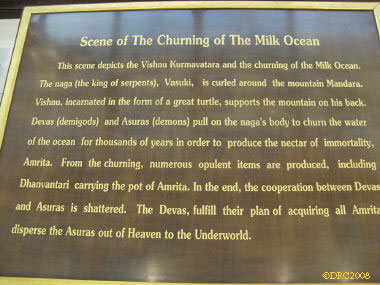 Scene of The Churning of The Milk Ocean
This scene depicts the Vishnu Kurmavatara and the churning of the Milk Ocean.
The naga (the king of serpents), Vasuki, is curled around the mountain Mandara.
Vishnu, incarnated in the form of a great turtle, supports the mountain on his back.
Devas (demigods) and Asuras (demons) pull on the naga's body to churn the water
of the ocean for thousands of years in order to produce the nectar of immortality,
Amrita. From the churning, numerous opulent items are produced, including
Dhanvantari carrying the pot of Amrita. In the end, the cooperation between Devas
and Asuras is shattered. The Devas, fulfill their plan of acquiring all Amrita
disperse the Asuras out of Heaven to the Underworld.
©DRC2008